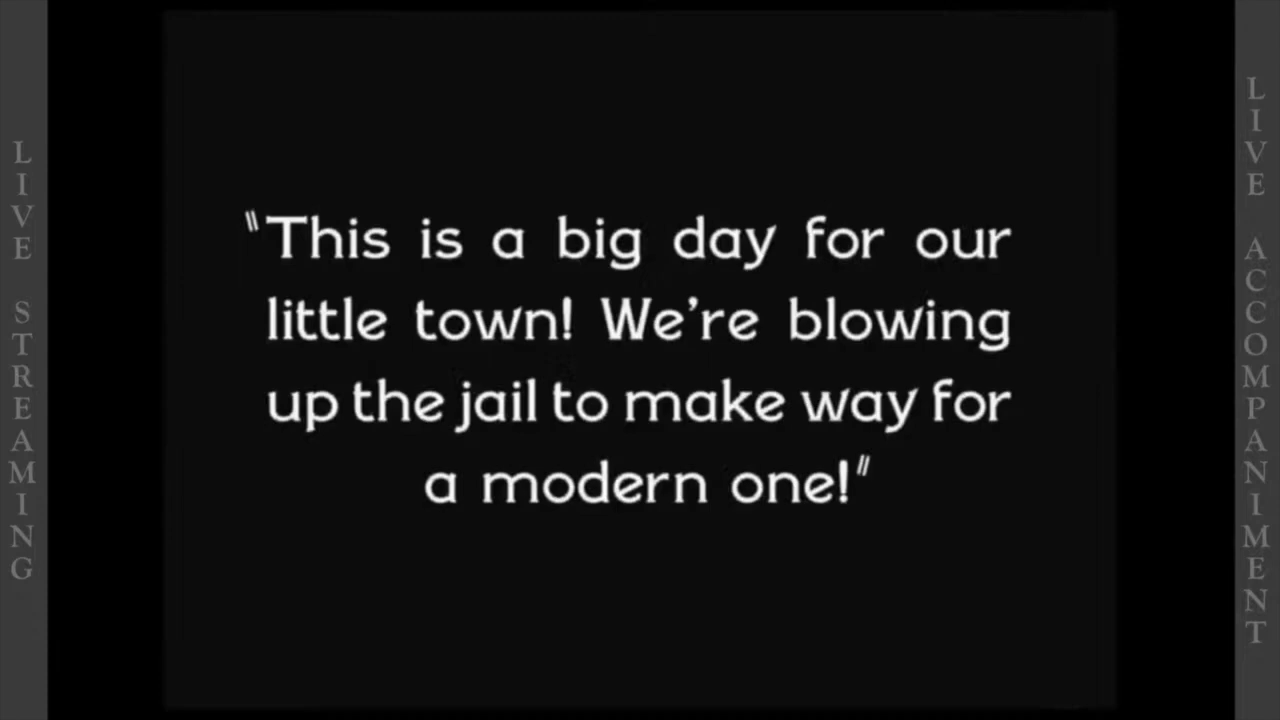 LIVE STREAMING
"This is a big day for our
little town! We're blowing
up the jail to make way for
a modern one!"
LIVE ACCOMPANIMENT